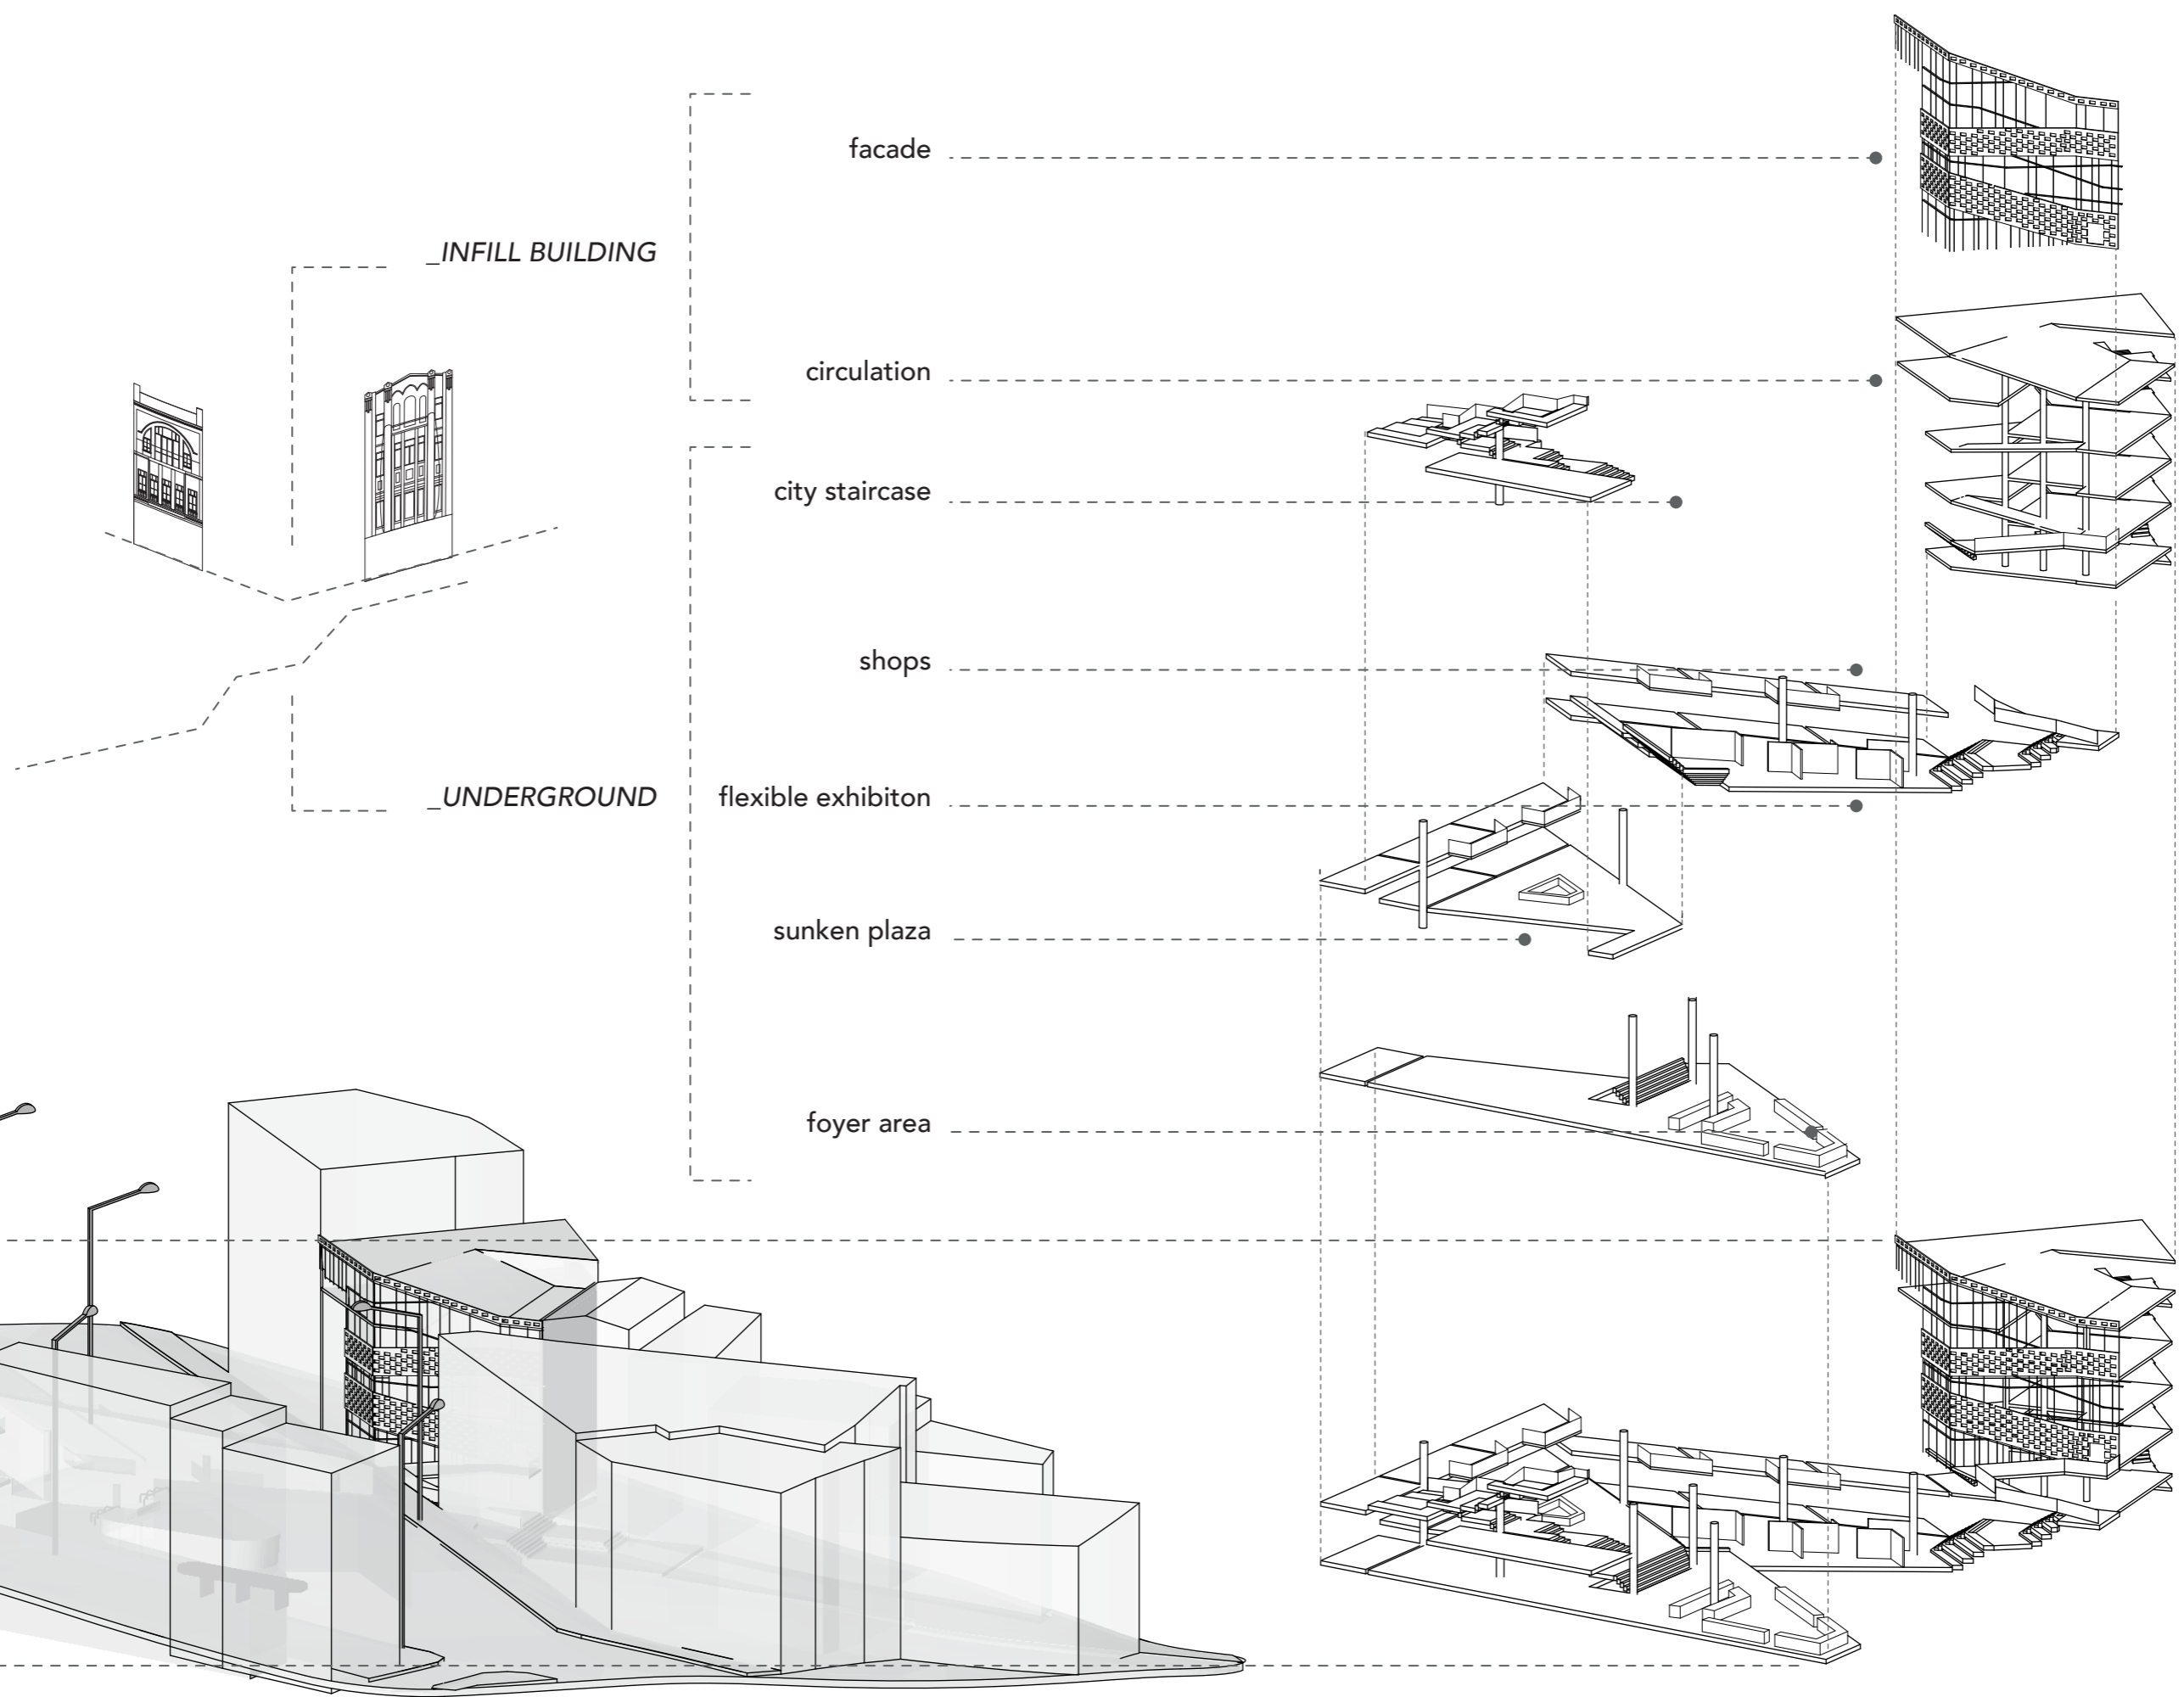 facade
_INFILL BUILDING
circulation
city staircase
shops
_UNDERGROUND
flexible exhibiton
sunken plaza
foyer area